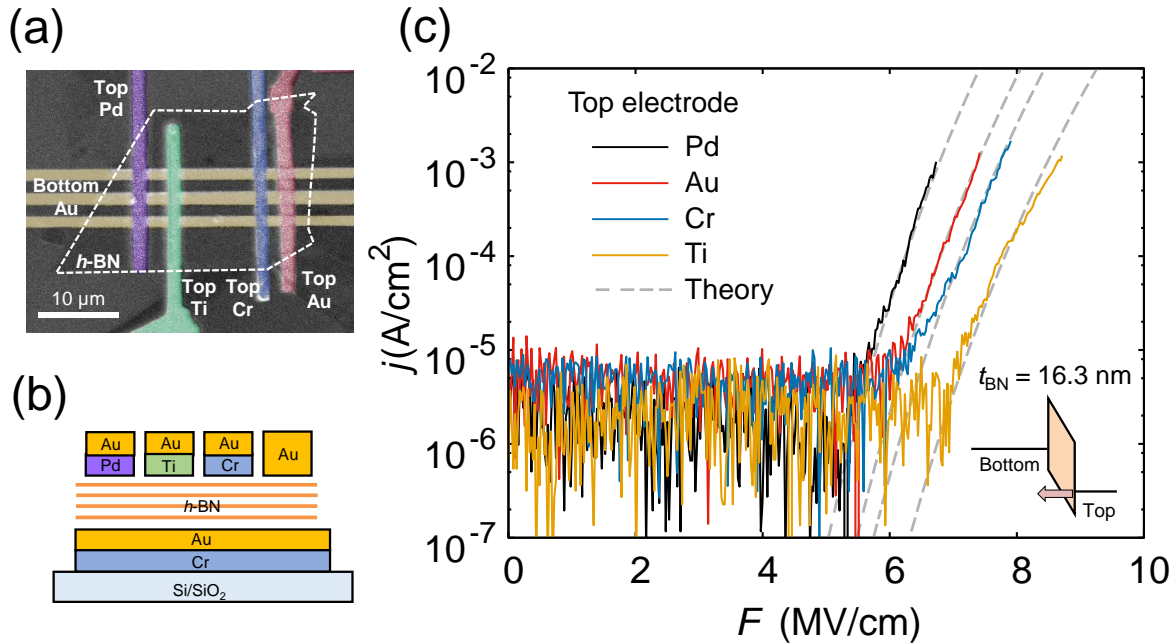 (a)
Top
Pd
Bottom
Au
h-BN
10 μm
Top
Ti
Top
Cr
Top
Au
(b)
Au
Au
Au
Au
Pd
Ti
Cr
h-BN
Au
Cr
Si/SiO2
(c)
10-2
10-3
10-4
10-5
10-6
10-7
j(A/cm2)
Top electrode
Pd
Au
Cr
Ti
Theory
tBN = 16.3 nm
Bottom
Top
0
2
4
6
8
10
F (MV/cm)